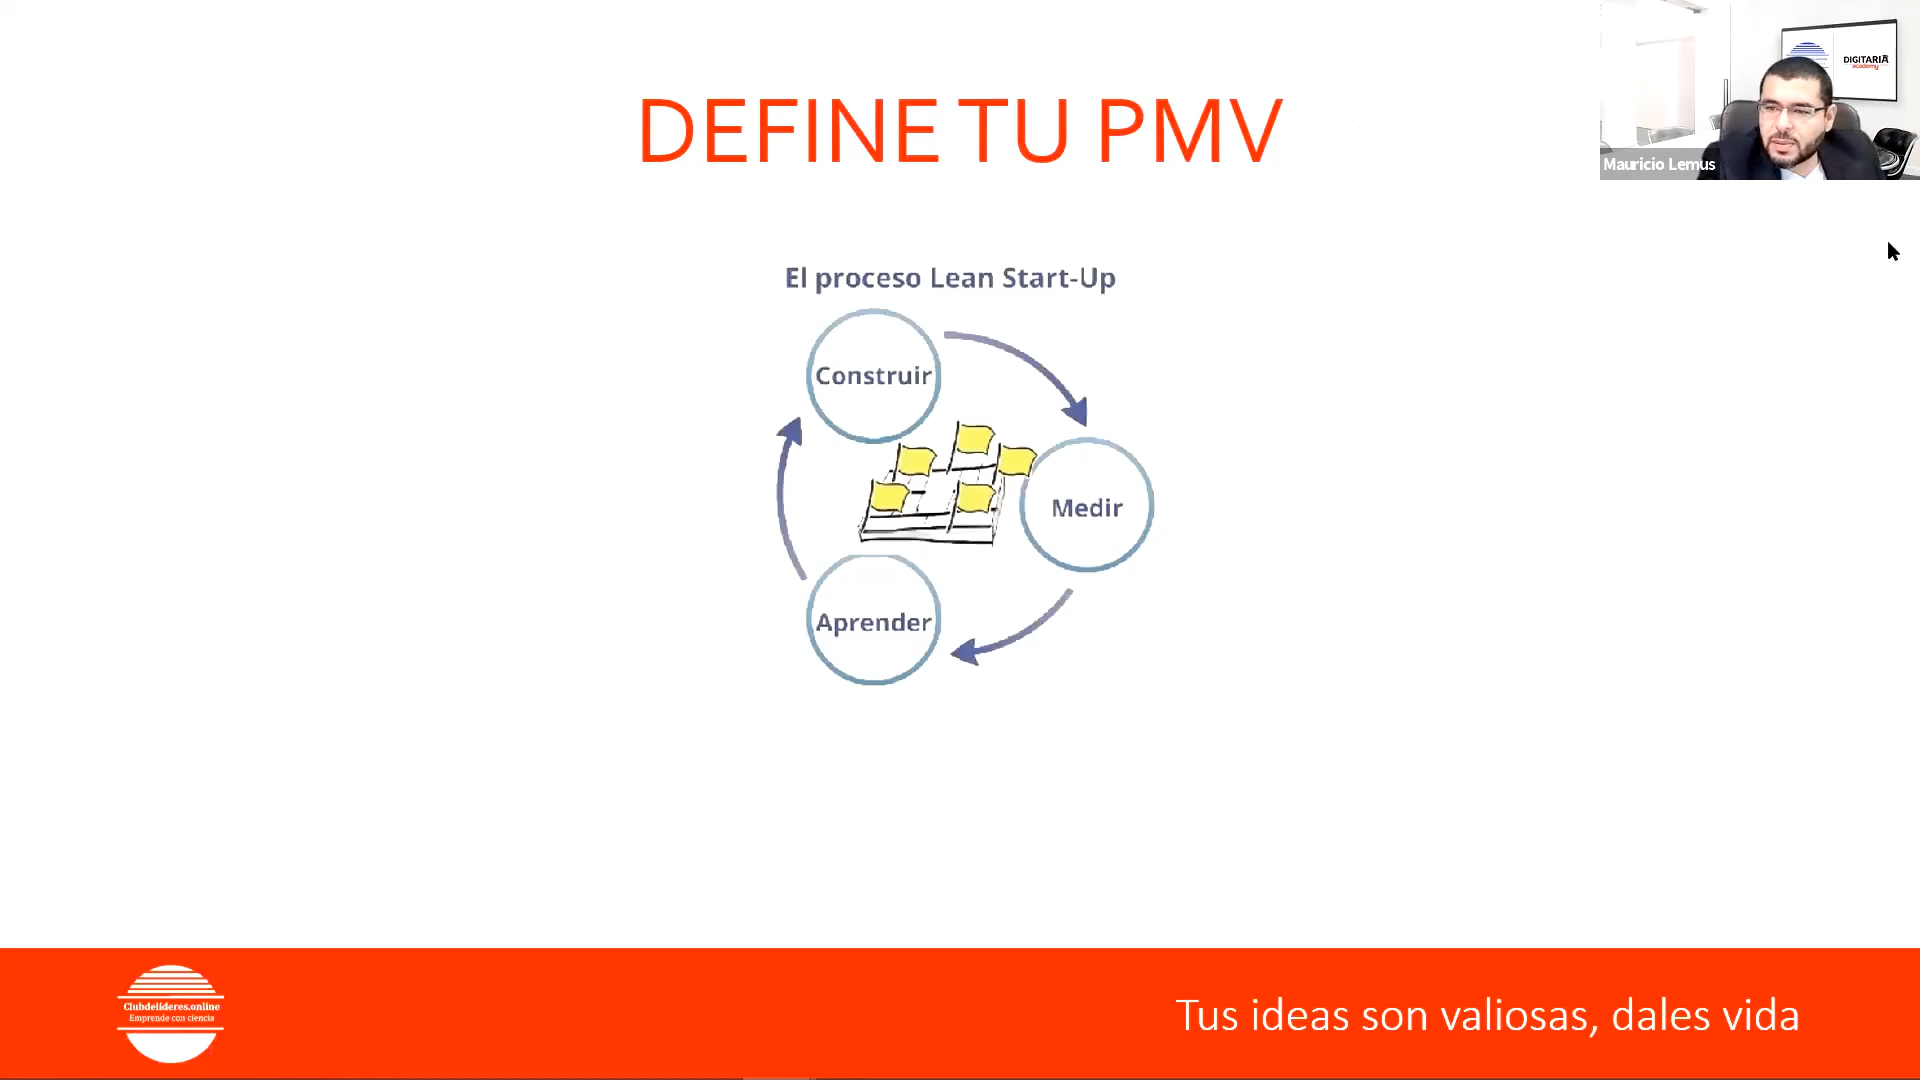 DEFINE TU PMV
DIGITARIA
academy
Mauricio Lemus
El proceso Lean Start-Up
Construir
Medir
Aprender
Clubdelideres.online
Emprende con ciencia
Tus ideas son valiosas, dales vida